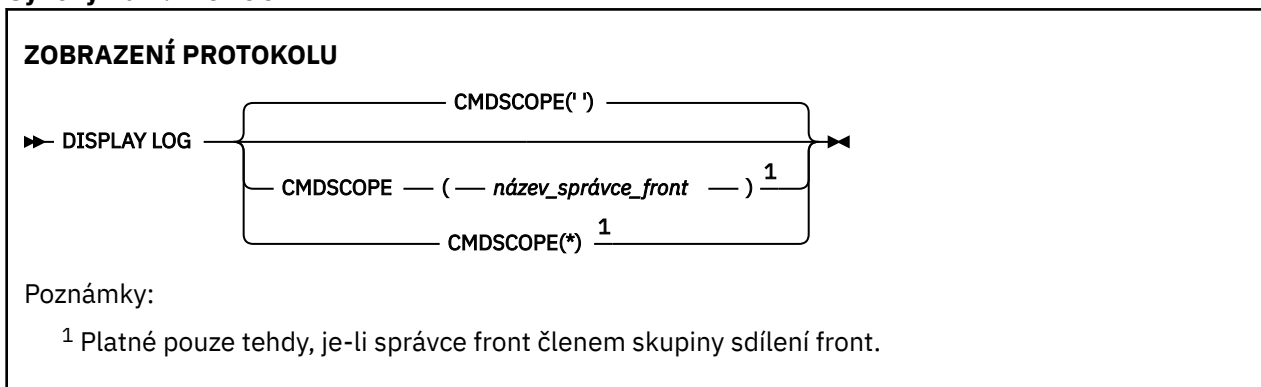 ZOBRAZENÍ PROTOKOLU
CMDSCOPE(' ')
DISPLAY LOG
CMDSCOPE ( název_správce_front ) 1
CMDSCOPE(*) 1
Poznámky:
1 Platné pouze tehdy, je-li správce front členem skupiny sdílení front.